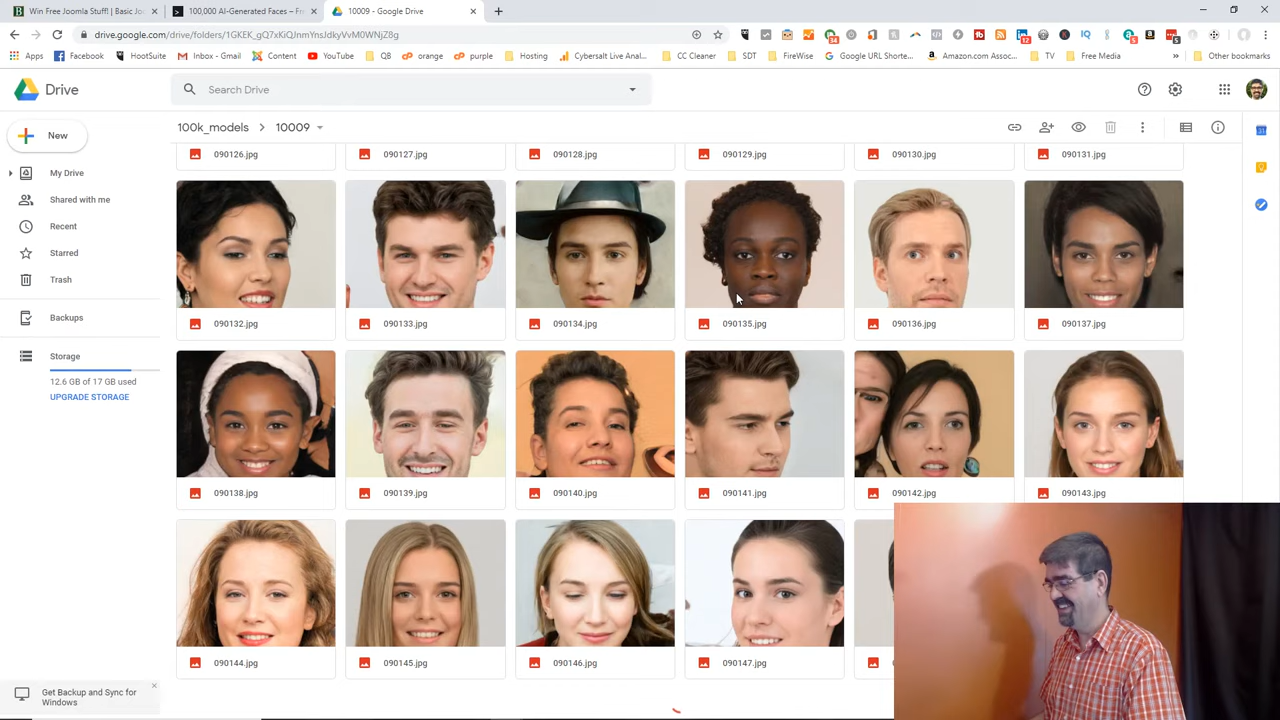 Win Free Joomla Stuff! | Basic Jo
100,000 AI-Generated Faces – Fr
10009 - Google Drive
drive.google.com/drive/folders/1GKEK_gQ7xKiQJnmYnsJdkyVvM0WNjZ8g
Apps
Facebook
HootSuite
Inbox - Gmail
Content
YouTube
QB
orange
purple
Hosting
Cybersalt Live Anal...
CC Cleaner
SDT
FireWise
Google URL Shorte...
Amazon.com Assoc...
TV
Free Media
»
Other bookmarks
Drive
Search Drive
New
100k_models > 10009
My Drive
Shared with me
Recent
Starred
Trash
Backups
Storage
12.6 GB of 17 GB used
UPGRADE STORAGE
090126.jpg
090127.jpg
090128.jpg
090129.jpg
090130.jpg
090131.jpg
090132.jpg
090133.jpg
090134.jpg
090135.jpg
090136.jpg
090137.jpg
090138.jpg
090139.jpg
090140.jpg
090141.jpg
090142.jpg
090143.jpg
090144.jpg
090145.jpg
090146.jpg
090147.jpg
Get Backup and Sync for
Windows